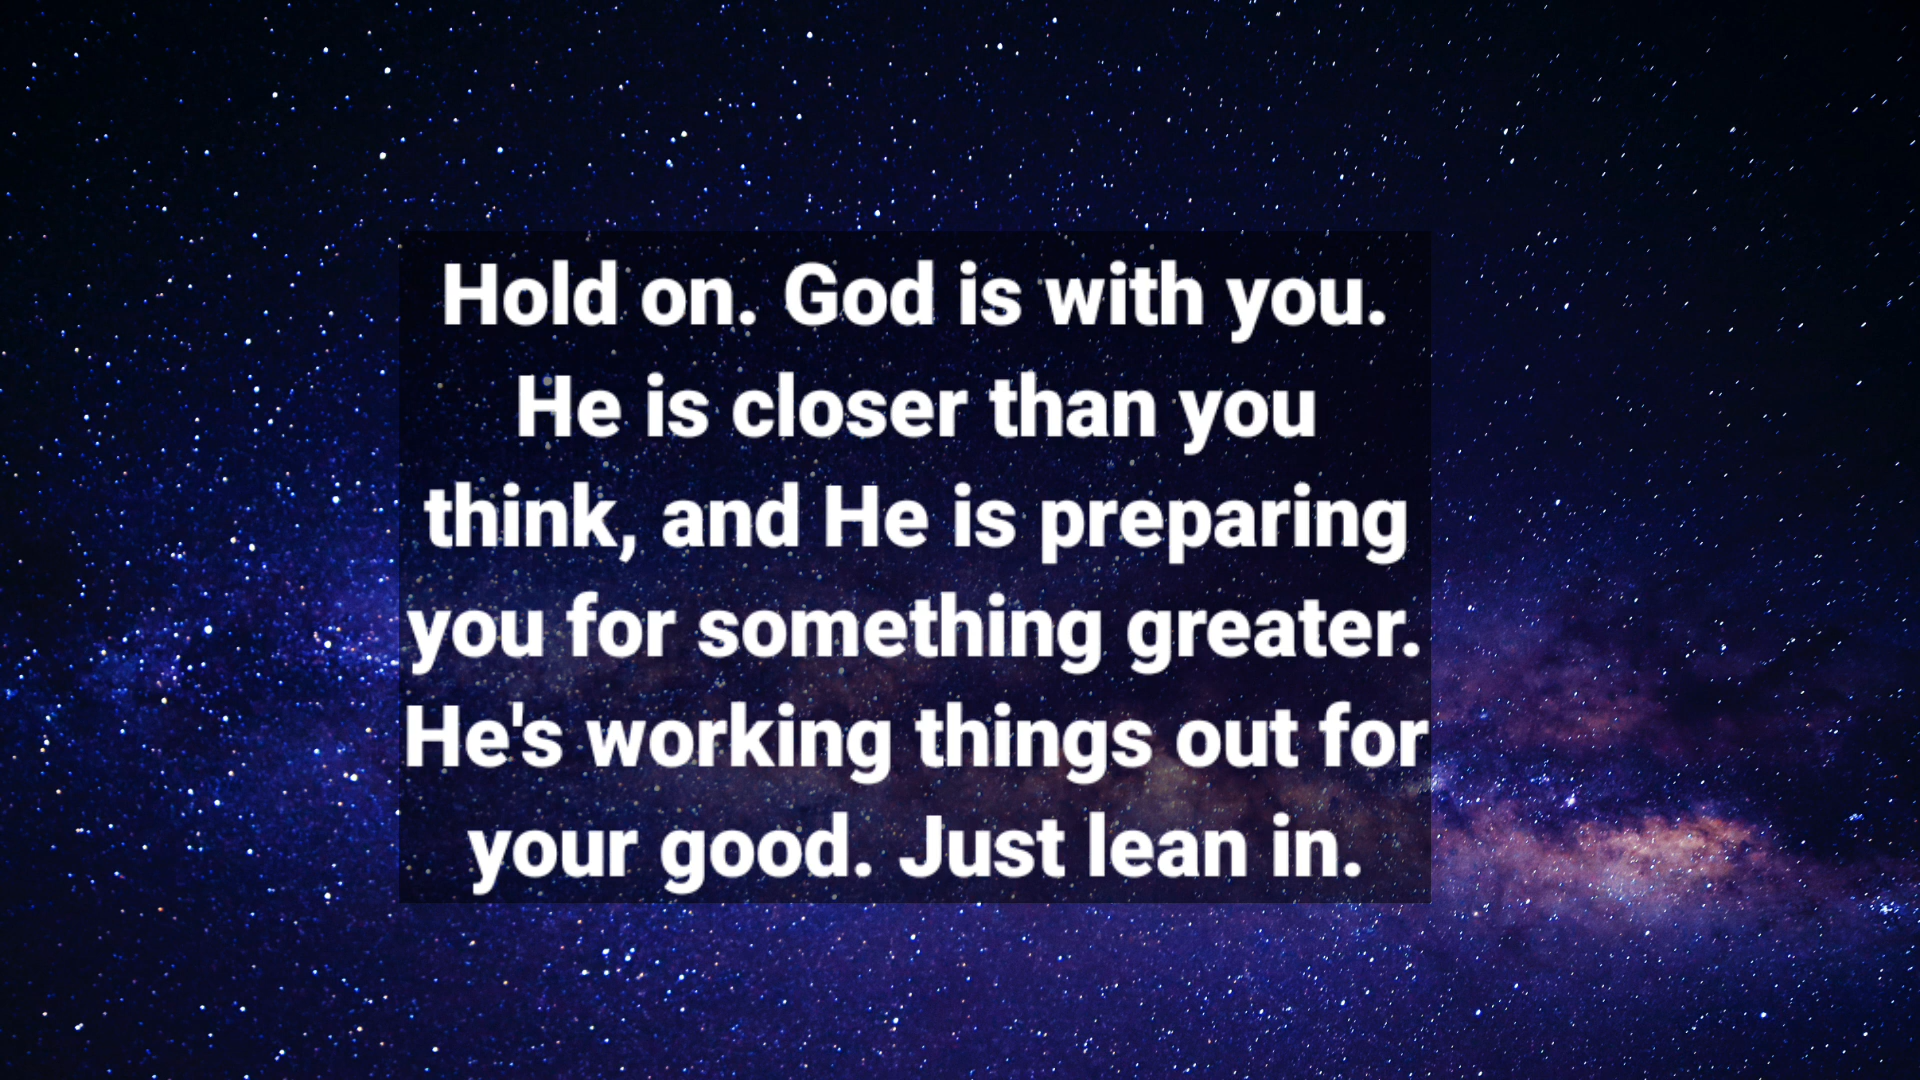 Hold on. God is with you.
He is closer than you
think, and He is preparing
you for something greater.
He's working things out for
your good. Just lean in.